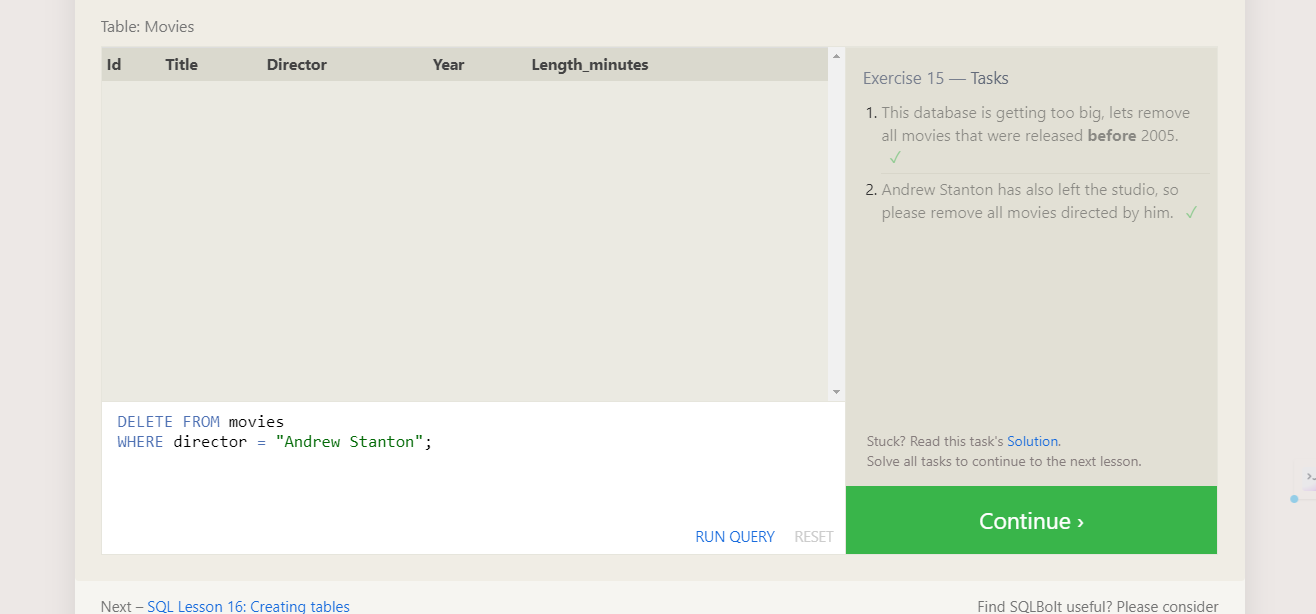 Table: Movies
Id Title Director Year Length_minutes
Exercise 15 — Tasks
1. This database is getting too big, lets remove
all movies that were released before 2005.
✓
2. Andrew Stanton has also left the studio, so
please remove all movies directed by him. ✓
DELETE FROM movies
WHERE director = "Andrew Stanton";
RUN QUERY RESET
Stuck? Read this task's Solution.
Solve all tasks to continue to the next lesson.
Continue ›
Next – SQL Lesson 16: Creating tables
Find SQLBolt useful? Please consider